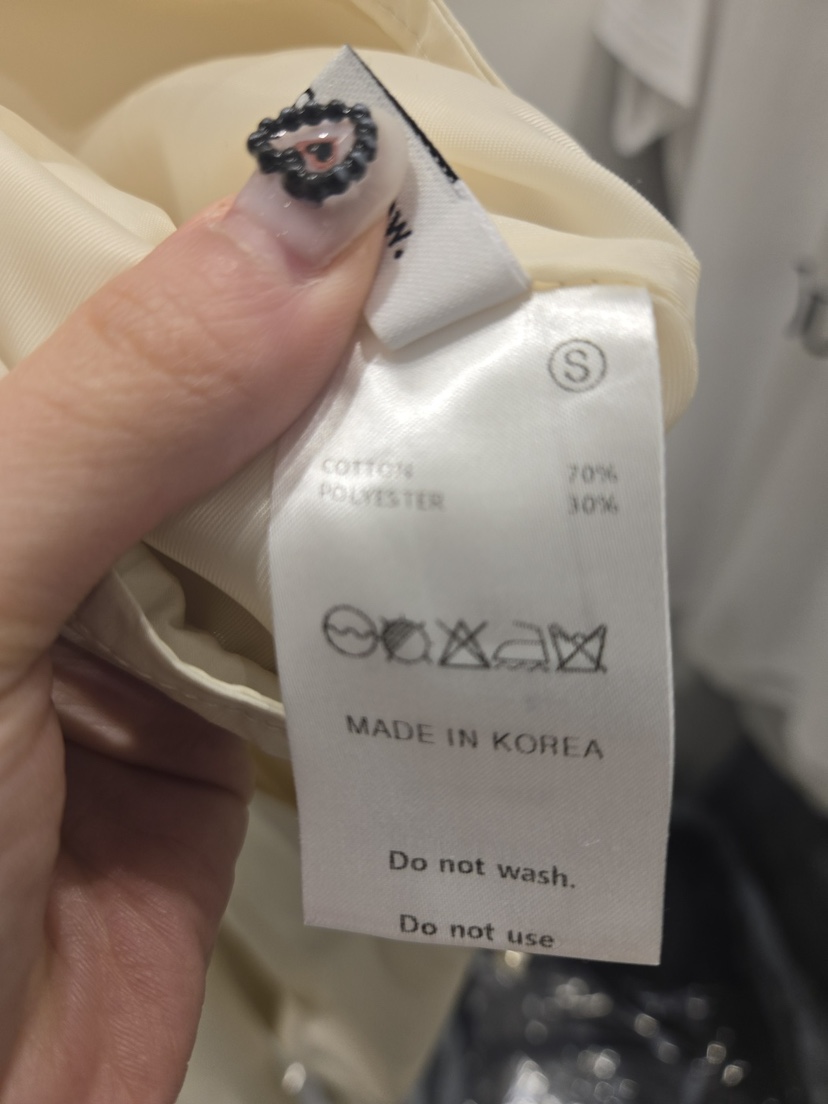 w.
S
COTTON 70%
POLYESTER 30%
MADE IN KOREA
Do not wash.
Do not use